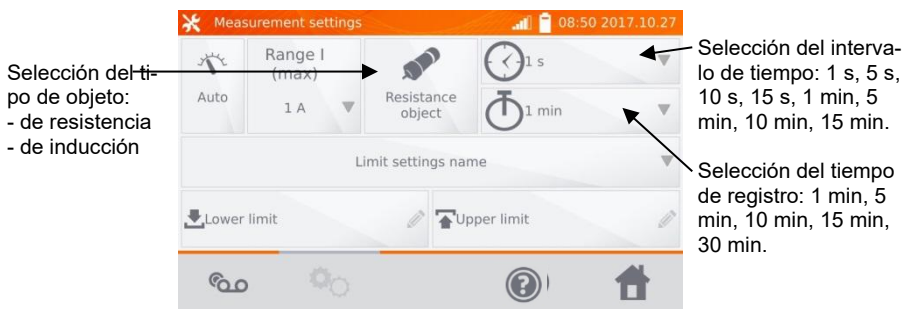 Measurement settings
08:50 2017.10.27
Selección del ti-
po de objeto:
- de resistencia
- de inducción
Auto
Range I
(max)
1 A
Resistance
object
1 s
1 min
Limit settings name
Lower limit
Upper limit
Selección del interva-
lo de tiempo: 1 s, 5 s,
10 s, 15 s, 1 min, 5
min, 10 min, 15 min.
Selección del tiempo
de registro: 1 min, 5
min, 10 min, 15 min,
30 min.